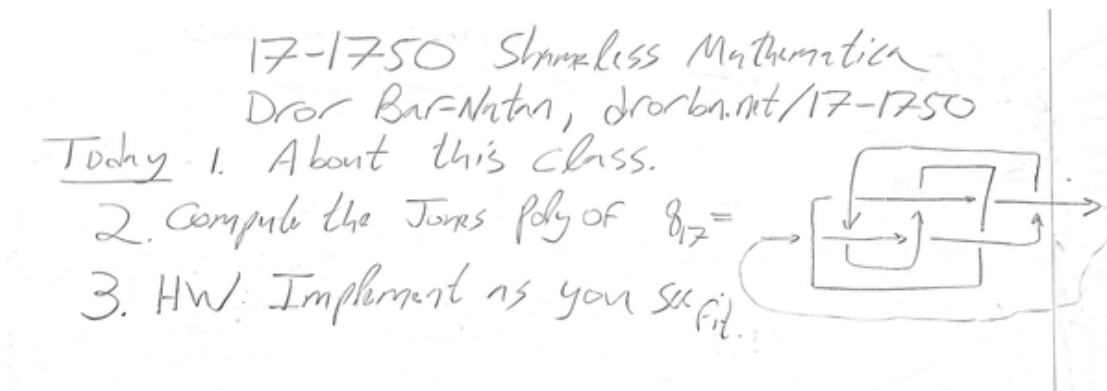 17-1750 Shameless Mathematica
Dror Bar-Natan, drorbn.net/17-1750
Today 1. About this class.
2. Compute the Jones Poly of 8₁₇=
3. HW: Implement as you see fit.